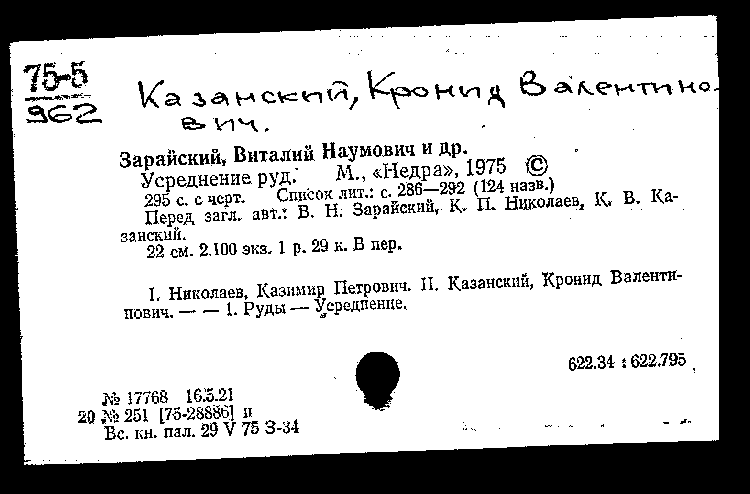 75-5
962
Казанский, Кронид Валентино-
вич.
Зарайский, Виталий Наумович и др.
Усреднение руд. М., «Недра», 1975 ©
295 с. с черт. Список лит.: с. 286—292 (124 назв.)
Перед загл. авт.: В. Н. Зарайский, К. П. Николаев, К. В. Ка-
занский.
22 см. 2.100 экз. 1 р. 29 к. В пер.
I. Николаев, Казимир Петрович. II. Казанский, Кронид Валенти-
нович. — — 1. Руды — Усреднение.
622.34 : 622.795
№ 17768 16.5.21
20 № 251 [75-28886] п
Вс. кн. пал. 29 V 75 З-34